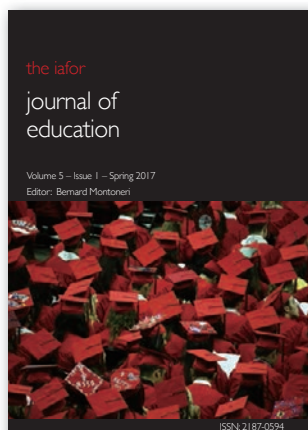 the iafor
journal of
education
Volume 5 – Issue 1 – Spring 2017
Editor: Bernard Montoneri
ISSN: 2187-0594